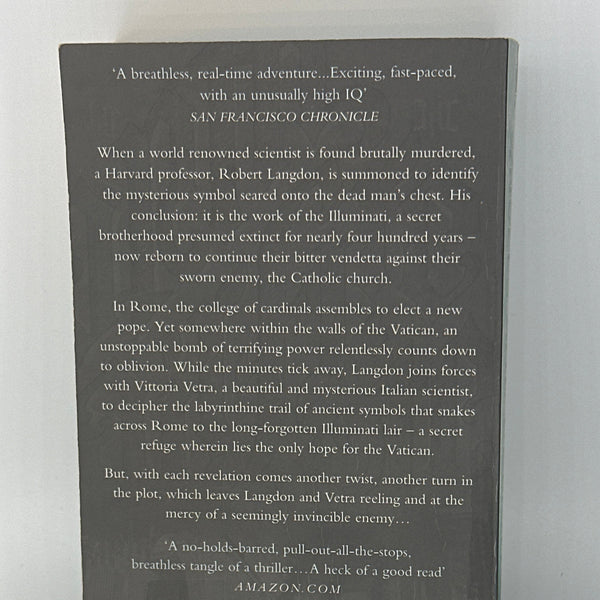 ‘A breathless, real-time adventure...Exciting, fast-paced,
with an unusually high IQ’
SAN FRANCISCO CHRONICLE
When a world renowned scientist is found brutally murdered,
a Harvard professor, Robert Langdon, is summoned to identify
the mysterious symbol seared onto the dead man’s chest. His
conclusion: it is the work of the Illuminati, a secret
brotherhood presumed extinct for nearly four hundred years –
now reborn to continue their bitter vendetta against their
sworn enemy, the Catholic church.
In Rome, the college of cardinals assembles to elect a new
pope. Yet somewhere within the walls of the Vatican, an
unstoppable bomb of terrifying power relentlessly counts down
to oblivion. While the minutes tick away, Langdon joins forces
with Vittoria Vetra, a beautiful and mysterious Italian scientist,
to decipher the labyrinthine trail of ancient symbols that snakes
across Rome to the long-forgotten Illuminati lair – a secret
refuge wherein lies the only hope for the Vatican.
But, with each revelation comes another twist, another turn in
the plot, which leaves Langdon and Vetra reeling and at the
mercy of a seemingly invincible enemy…
‘A no-holds-barred, pull-out-all-the-stops,
breathless tangle of a thriller…A heck of a good read’
AMAZON.COM